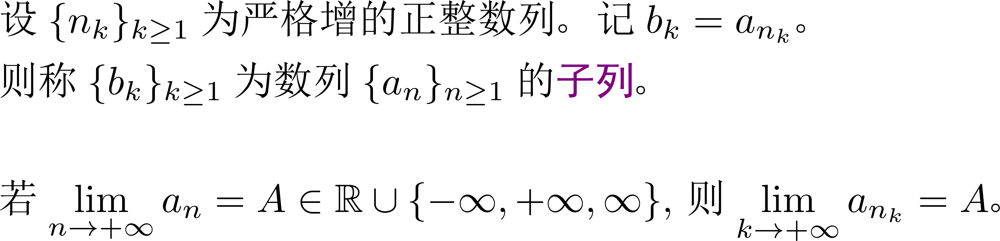 设 $\{n_k\}_{k\geq 1}$ 为严格增的正整数列。记 $b_k = a_{n_k}$。
则称 $\{b_k\}_{k\geq 1}$ 为数列 $\{a_n\}_{n\geq 1}$ 的子列。
若 $\lim\limits_{n\to+\infty} a_n = A \in \mathbb{R} \cup \{-\infty, +\infty, \infty\}$, 则 $\lim\limits_{k\to+\infty} a_{n_k} = A$。